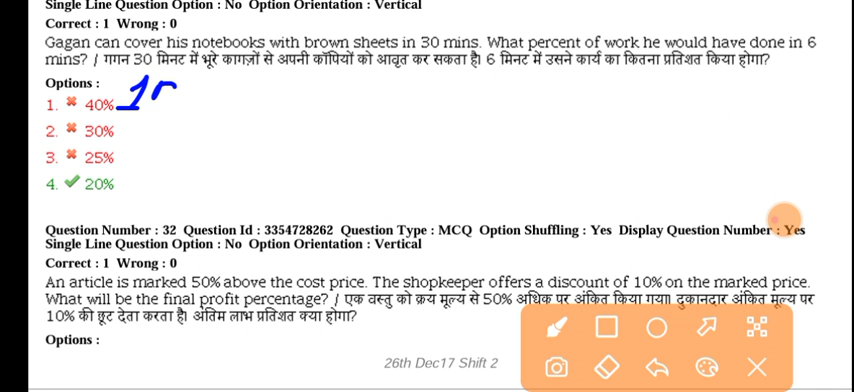 Single Line Question Option : No Option Orientation : Vertical
Correct : 1 Wrong : 0
Gagan can cover his notebooks with brown sheets in 30 mins. What percent of work he would have done in 6
mins? / गगन 30 मिनट में भूरे कागज़ों से अपनी कॉपियों को आवृत कर सकता है। 6 मिनट में उसने कार्य का कितना प्रतिशत किया होगा?
Options :
1. 40%
2. 30%
3. 25%
4. 20%
Question Number : 32 Question Id : 3354728262 Question Type : MCQ Option Shuffling : Yes Display Question Number : Yes
Single Line Question Option : No Option Orientation : Vertical
Correct : 1 Wrong : 0
An article is marked 50% above the cost price. The shopkeeper offers a discount of 10% on the marked price.
What will be the final profit percentage? / एक वस्तु को क्रय मूल्य से 50% अधिक पर अंकित किया गया। दुकानदार अंकित मूल्य पर
10% की छूट देता करता है। अंतिम लाभ प्रतिशत क्या होगा?
Options :
26th Dec17 Shift 2